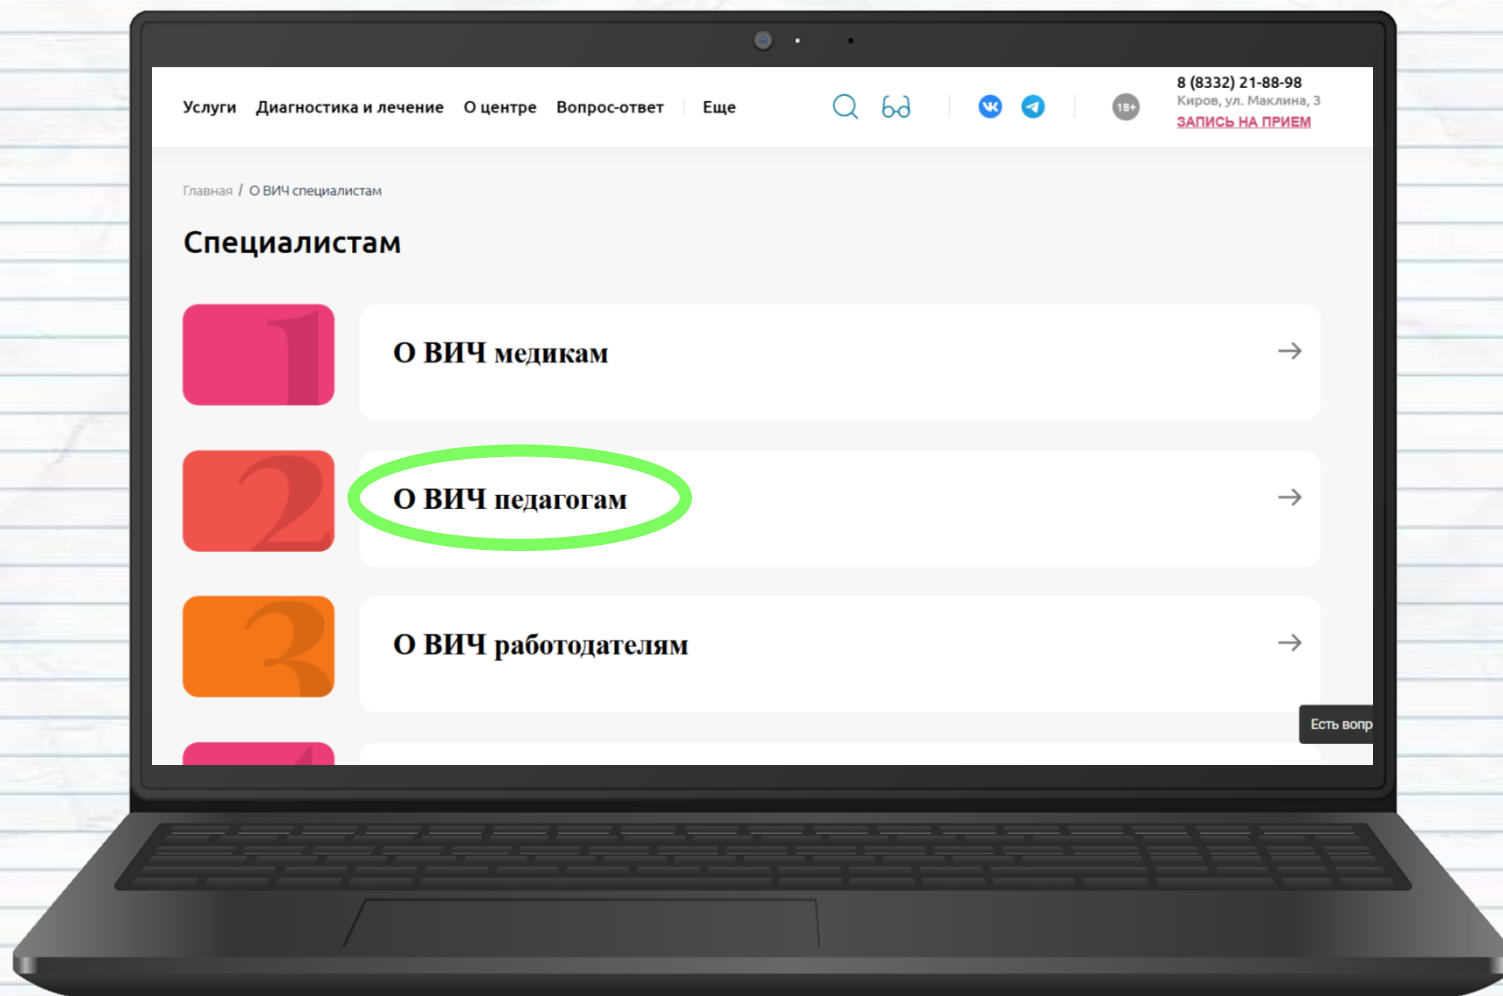 Услуги Диагностика и лечение О центре Вопрос-ответ Еще
18+
8 (8332) 21-88-98
Киров, ул. Маклина, 3
ЗАПИСЬ НА ПРИЕМ
Главная / О ВИЧ специалистам
Специалистам
1
О ВИЧ медикам
2
О ВИЧ педагогам
3
О ВИЧ работодателям
Есть вопр